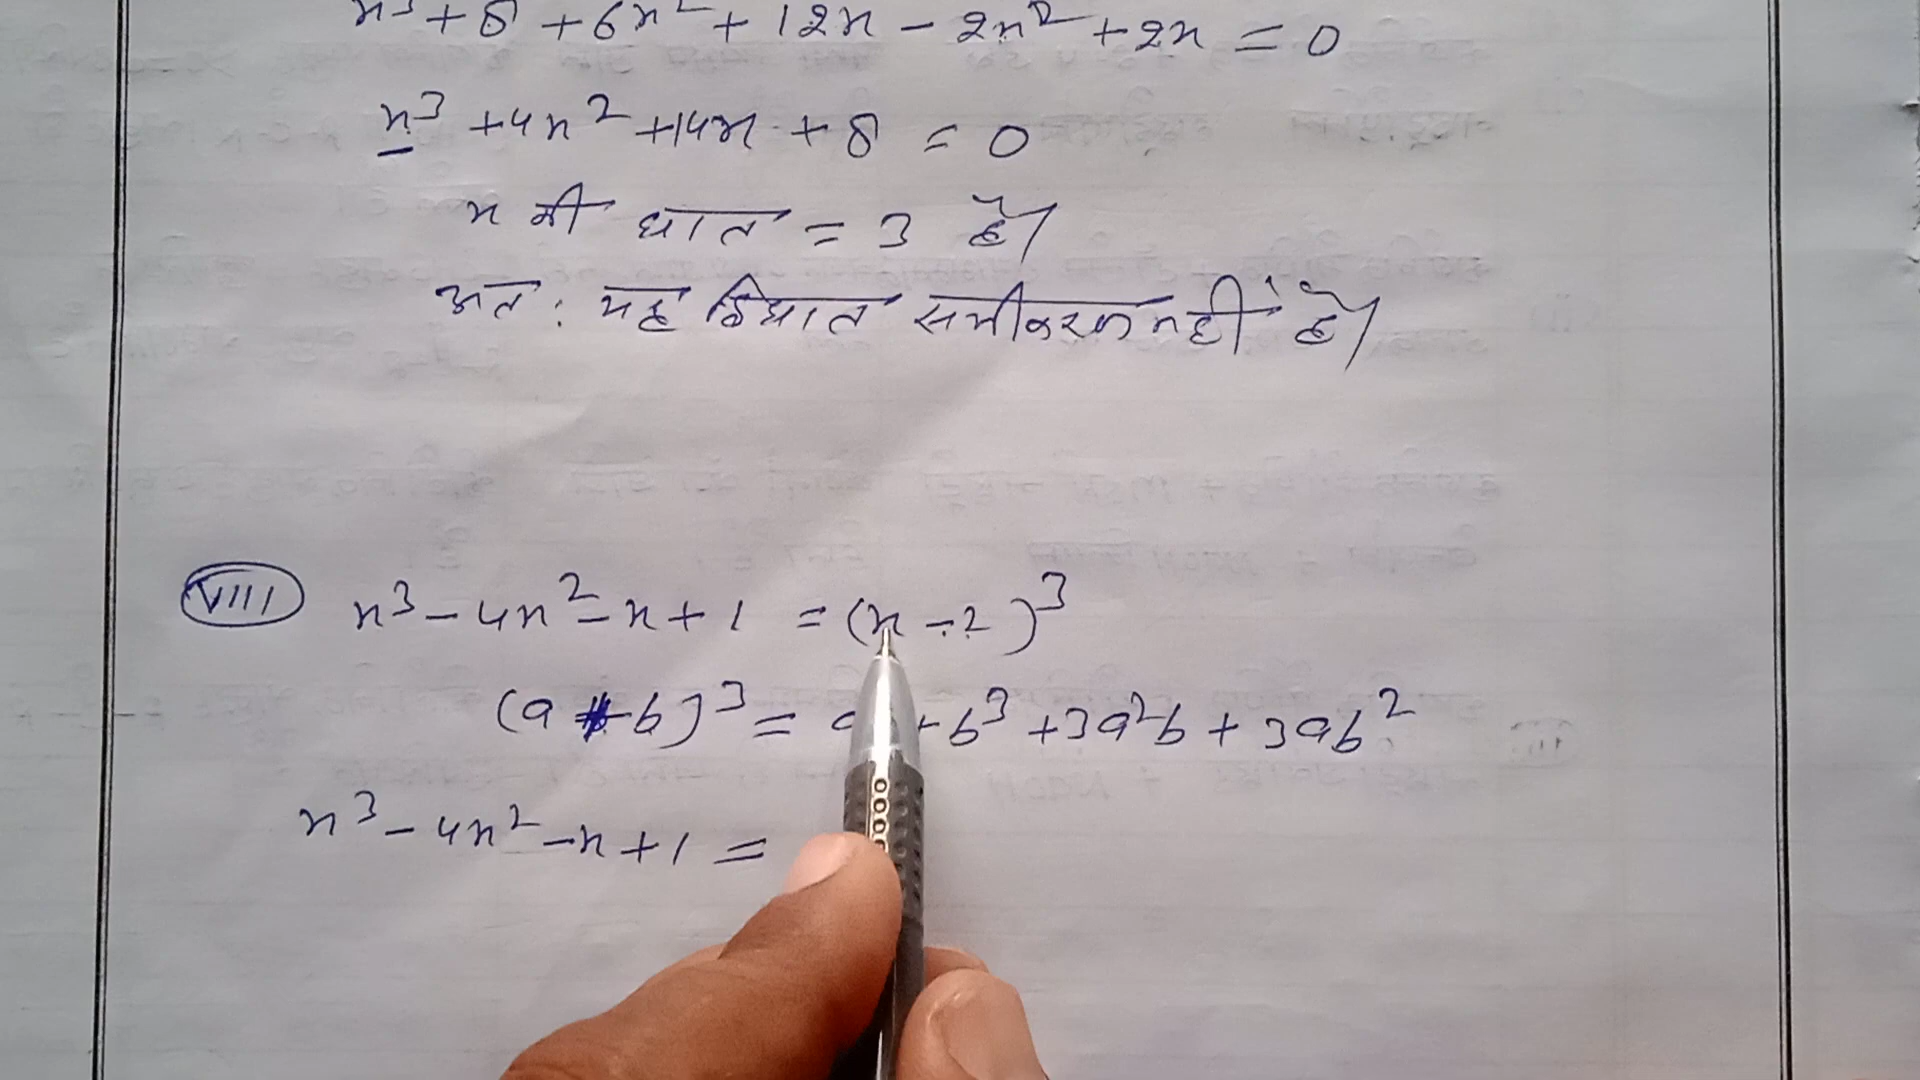 x³ + 8 + 6x² + 12x - 2x² + 2x = 0
x³ + 4x² + 14x + 8 = 0
x की घात = 3 है।
अत: यह द्विघात समीकरण नहीं है।
(VIII) x³ - 4x² - x + 1 = (x - 2)³
(a - b)³ = a + b³ + 3a²b + 3ab²
x³ - 4x² - x + 1 =